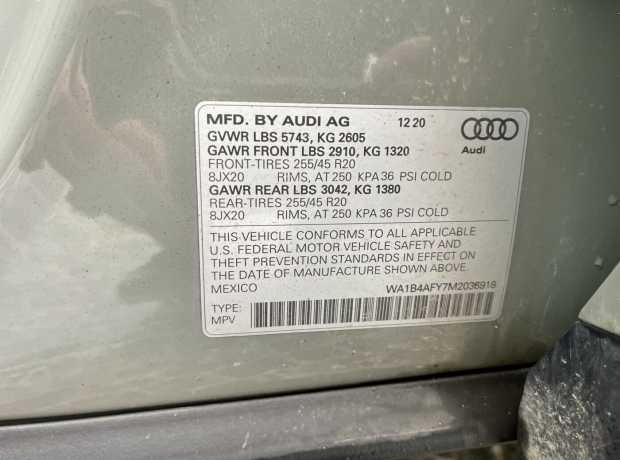 MFD. BY AUDI AG 12 20
GVWR LBS 5743, KG 2605
GAWR FRONT LBS 2910, KG 1320
FRONT-TIRES 255/45 R20
8JX20 RIMS, AT 250 KPA 36 PSI COLD
GAWR REAR LBS 3042, KG 1380
REAR-TIRES 255/45 R20
8JX20 RIMS, AT 250 KPA 36 PSI COLD
Audi
THIS VEHICLE CONFORMS TO ALL APPLICABLE
U.S. FEDERAL MOTOR VEHICLE SAFETY AND
THEFT PREVENTION STANDARDS IN EFFECT ON
THE DATE OF MANUFACTURE SHOWN ABOVE.
MEXICO WA1B4AFY7M2036918
TYPE:
MPV